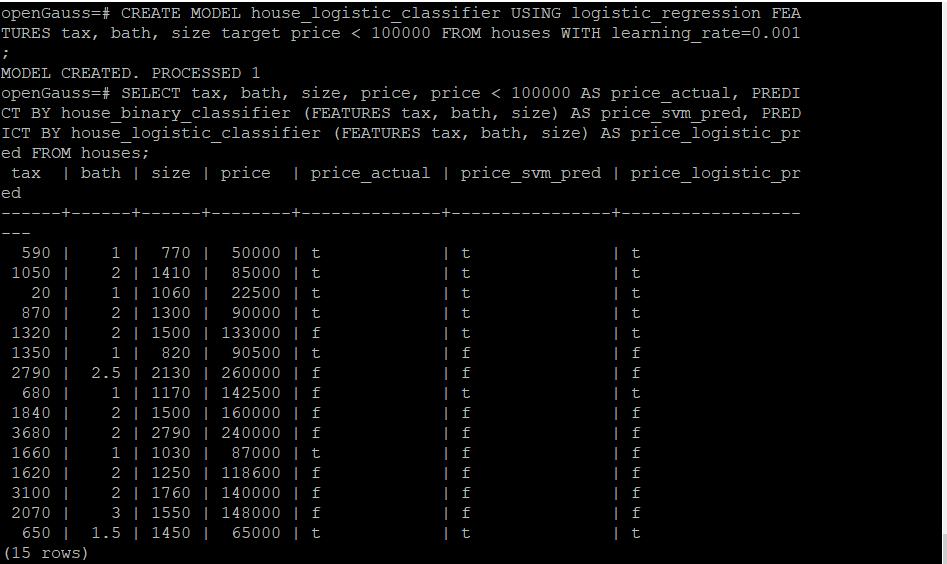 openGauss=# CREATE MODEL house_logistic_classifier USING logistic_regression FEA
TURES tax, bath, size target price < 100000 FROM houses WITH learning_rate=0.001
;
MODEL CREATED. PROCESSED 1
openGauss=# SELECT tax, bath, size, price, price < 100000 AS price_actual, PREDI
CT BY house_binary_classifier (FEATURES tax, bath, size) AS price_svm_pred, PRED
ICT BY house_logistic_classifier (FEATURES tax, bath, size) AS price_logistic_pr
ed FROM houses;
 tax  | bath | size | price  | price_actual | price_svm_pred | price_logistic_pr
ed
------+------+------+--------+--------------+----------------+------------------
---
  590 |    1 |  770 |  50000 | t            | t              | t
 1050 |    2 | 1410 |  85000 | t            | t              | t
   20 |    1 | 1060 |  22500 | t            | t              | t
  870 |    2 | 1300 |  90000 | t            | t              | t
 1320 |    2 | 1500 | 133000 | f            | t              | t
 1350 |    1 |  820 |  90500 | t            | f              | f
 2790 |  2.5 | 2130 | 260000 | f            | f              | f
  680 |    1 | 1170 | 142500 | f            | t              | t
 1840 |    2 | 1500 | 160000 | f            | f              | f
 3680 |    2 | 2790 | 240000 | f            | f              | f
 1660 |    1 | 1030 |  87000 | t            | f              | f
 1620 |    2 | 1250 | 118600 | f            | f              | f
 3100 |    2 | 1760 | 140000 | f            | f              | f
 2070 |    3 | 1550 | 148000 | f            | f              | f
  650 |  1.5 | 1450 |  65000 | t            | t              | t
(15 rows)